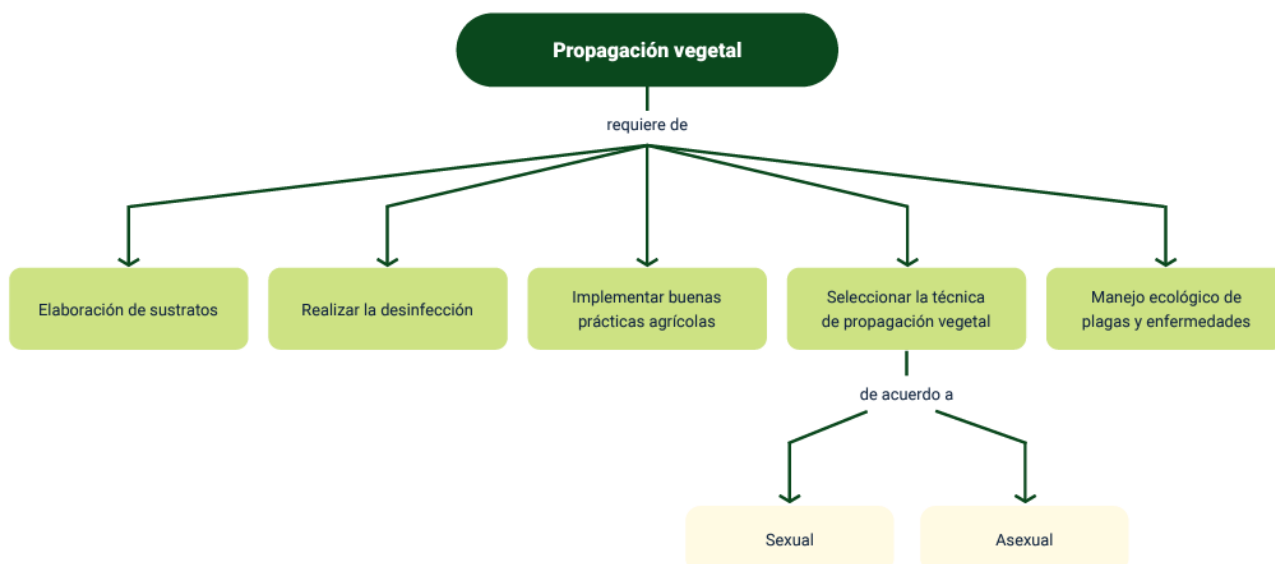 Propagación vegetal
requiere de
Elaboración de sustratos
Realizar la desinfección
Implementar buenas
prácticas agrícolas
Seleccionar la técnica
de propagación vegetal
Manejo ecológico de
plagas y enfermedades
de acuerdo a
Sexual
Asexual